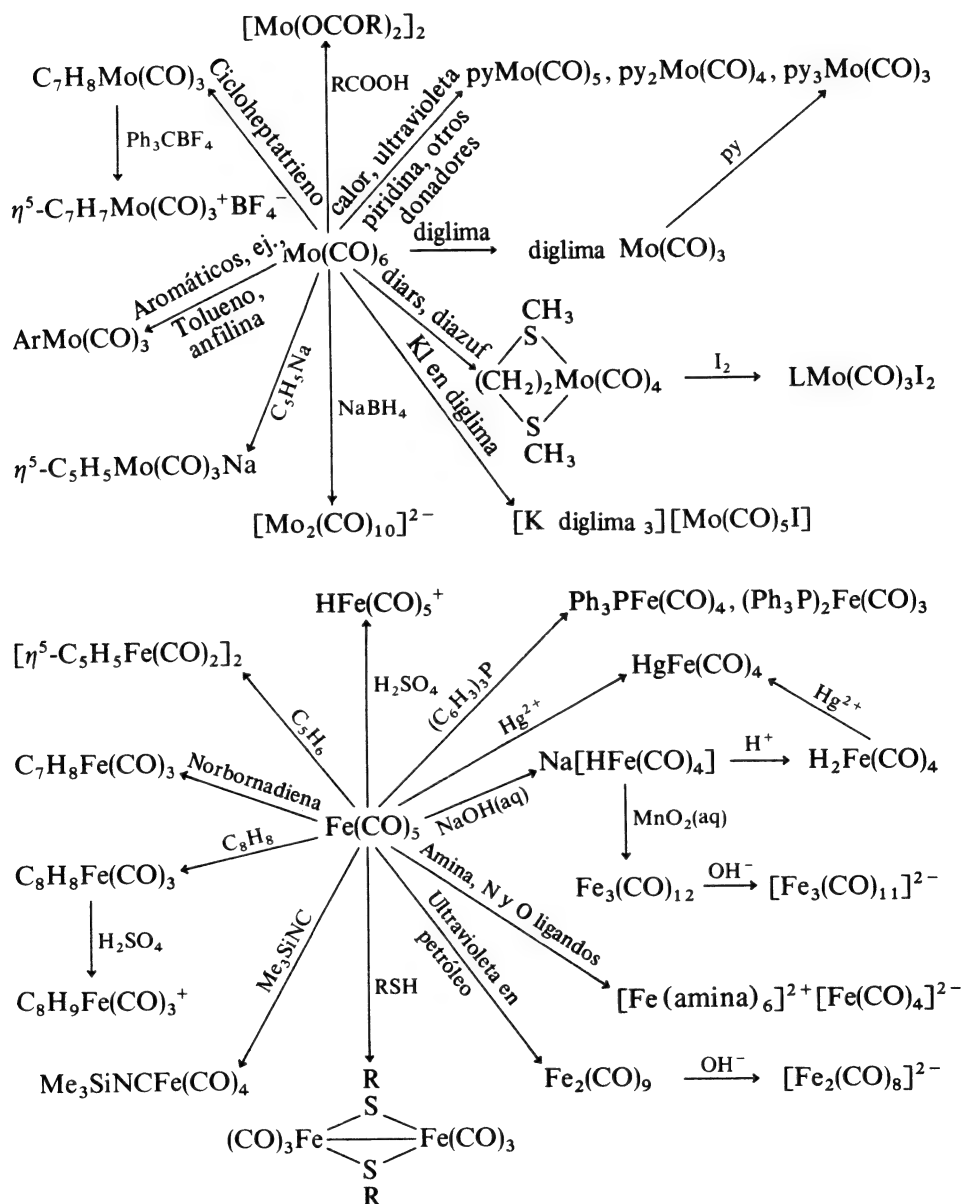 [Mo(OCOR)₂]₂
C₇H₈Mo(CO)₃
Cicloheptatrieno
RCOOH
calor, ultravioleta
piridina, otros
donadores
pyMo(CO)₅, py₂Mo(CO)₄, py₃Mo(CO)₃
Ph₃CBF₄
py
η⁵-C₇H₇Mo(CO)₃⁺BF₄⁻
Mo(CO)₆
diglima
diglima Mo(CO)₃
Aromáticos, ej.,
Tolueno,
anfilina
ArMo(CO)₃
diars, diazuf
CH₃
S
(CH₂)₂Mo(CO)₄
S
CH₃
I₂
LMo(CO)₃I₂
C₅H₅Na
NaBH₄
KI en diglima
η⁵-C₅H₅Mo(CO)₃Na
[Mo₂(CO)₁₀]²⁻
[K diglima ₃][Mo(CO)₅I]
HFe(CO)₅⁺
Ph₃PFe(CO)₄, (Ph₃P)₂Fe(CO)₃
[η⁵-C₅H₅Fe(CO)₂]₂
H₂SO₄
(C₆H₃)₃P
HgFe(CO)₄
C₅H₆
Hg²⁺
Hg²⁺
C₇H₈Fe(CO)₃
Norbornadiena
Na[HFe(CO)₄]
H⁺
H₂Fe(CO)₄
Fe(CO)₅
NaOH(aq)
MnO₂(aq)
C₈H₈
C₈H₈Fe(CO)₃
Amina, N y O ligandos
Fe₃(CO)₁₂
OH⁻
[Fe₃(CO)₁₁]²⁻
H₂SO₄
Me₃SiNC
RSH
Ultravioleta en
petróleo
C₈H₉Fe(CO)₃⁺
[Fe (amina)₆]²⁺[Fe(CO)₄]²⁻
Me₃SiNCFe(CO)₄
Fe₂(CO)₉
OH⁻
[Fe₂(CO)₈]²⁻
R
S
(CO)₃Fe Fe(CO)₃
S
R